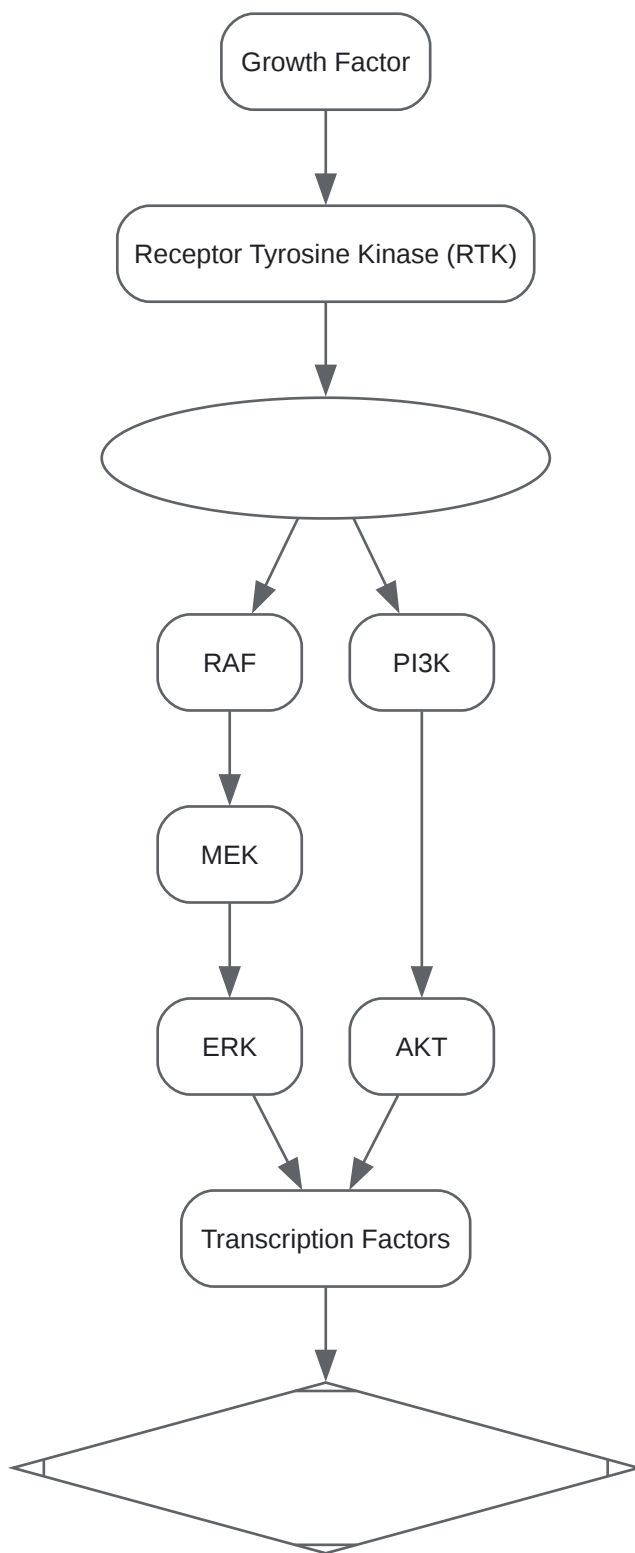 Growth Factor
Receptor Tyrosine Kinase (RTK)
RAF
PI3K
MEK
ERK
AKT
Transcription Factors